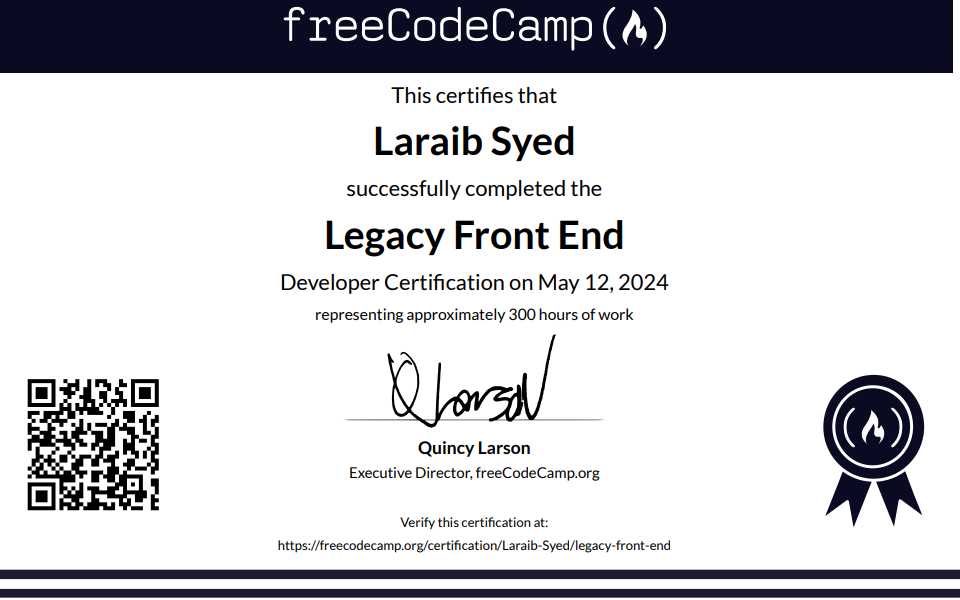 freeCodeCamp
This certifies that
Laraib Syed
successfully completed the
Legacy Front End
Developer Certification on May 12, 2024
representing approximately 300 hours of work
Q Larson
Quincy Larson
Executive Director, freeCodeCamp.org
Verify this certification at:
https://freecodecamp.org/certification/Laraib-Syed/legacy-front-end